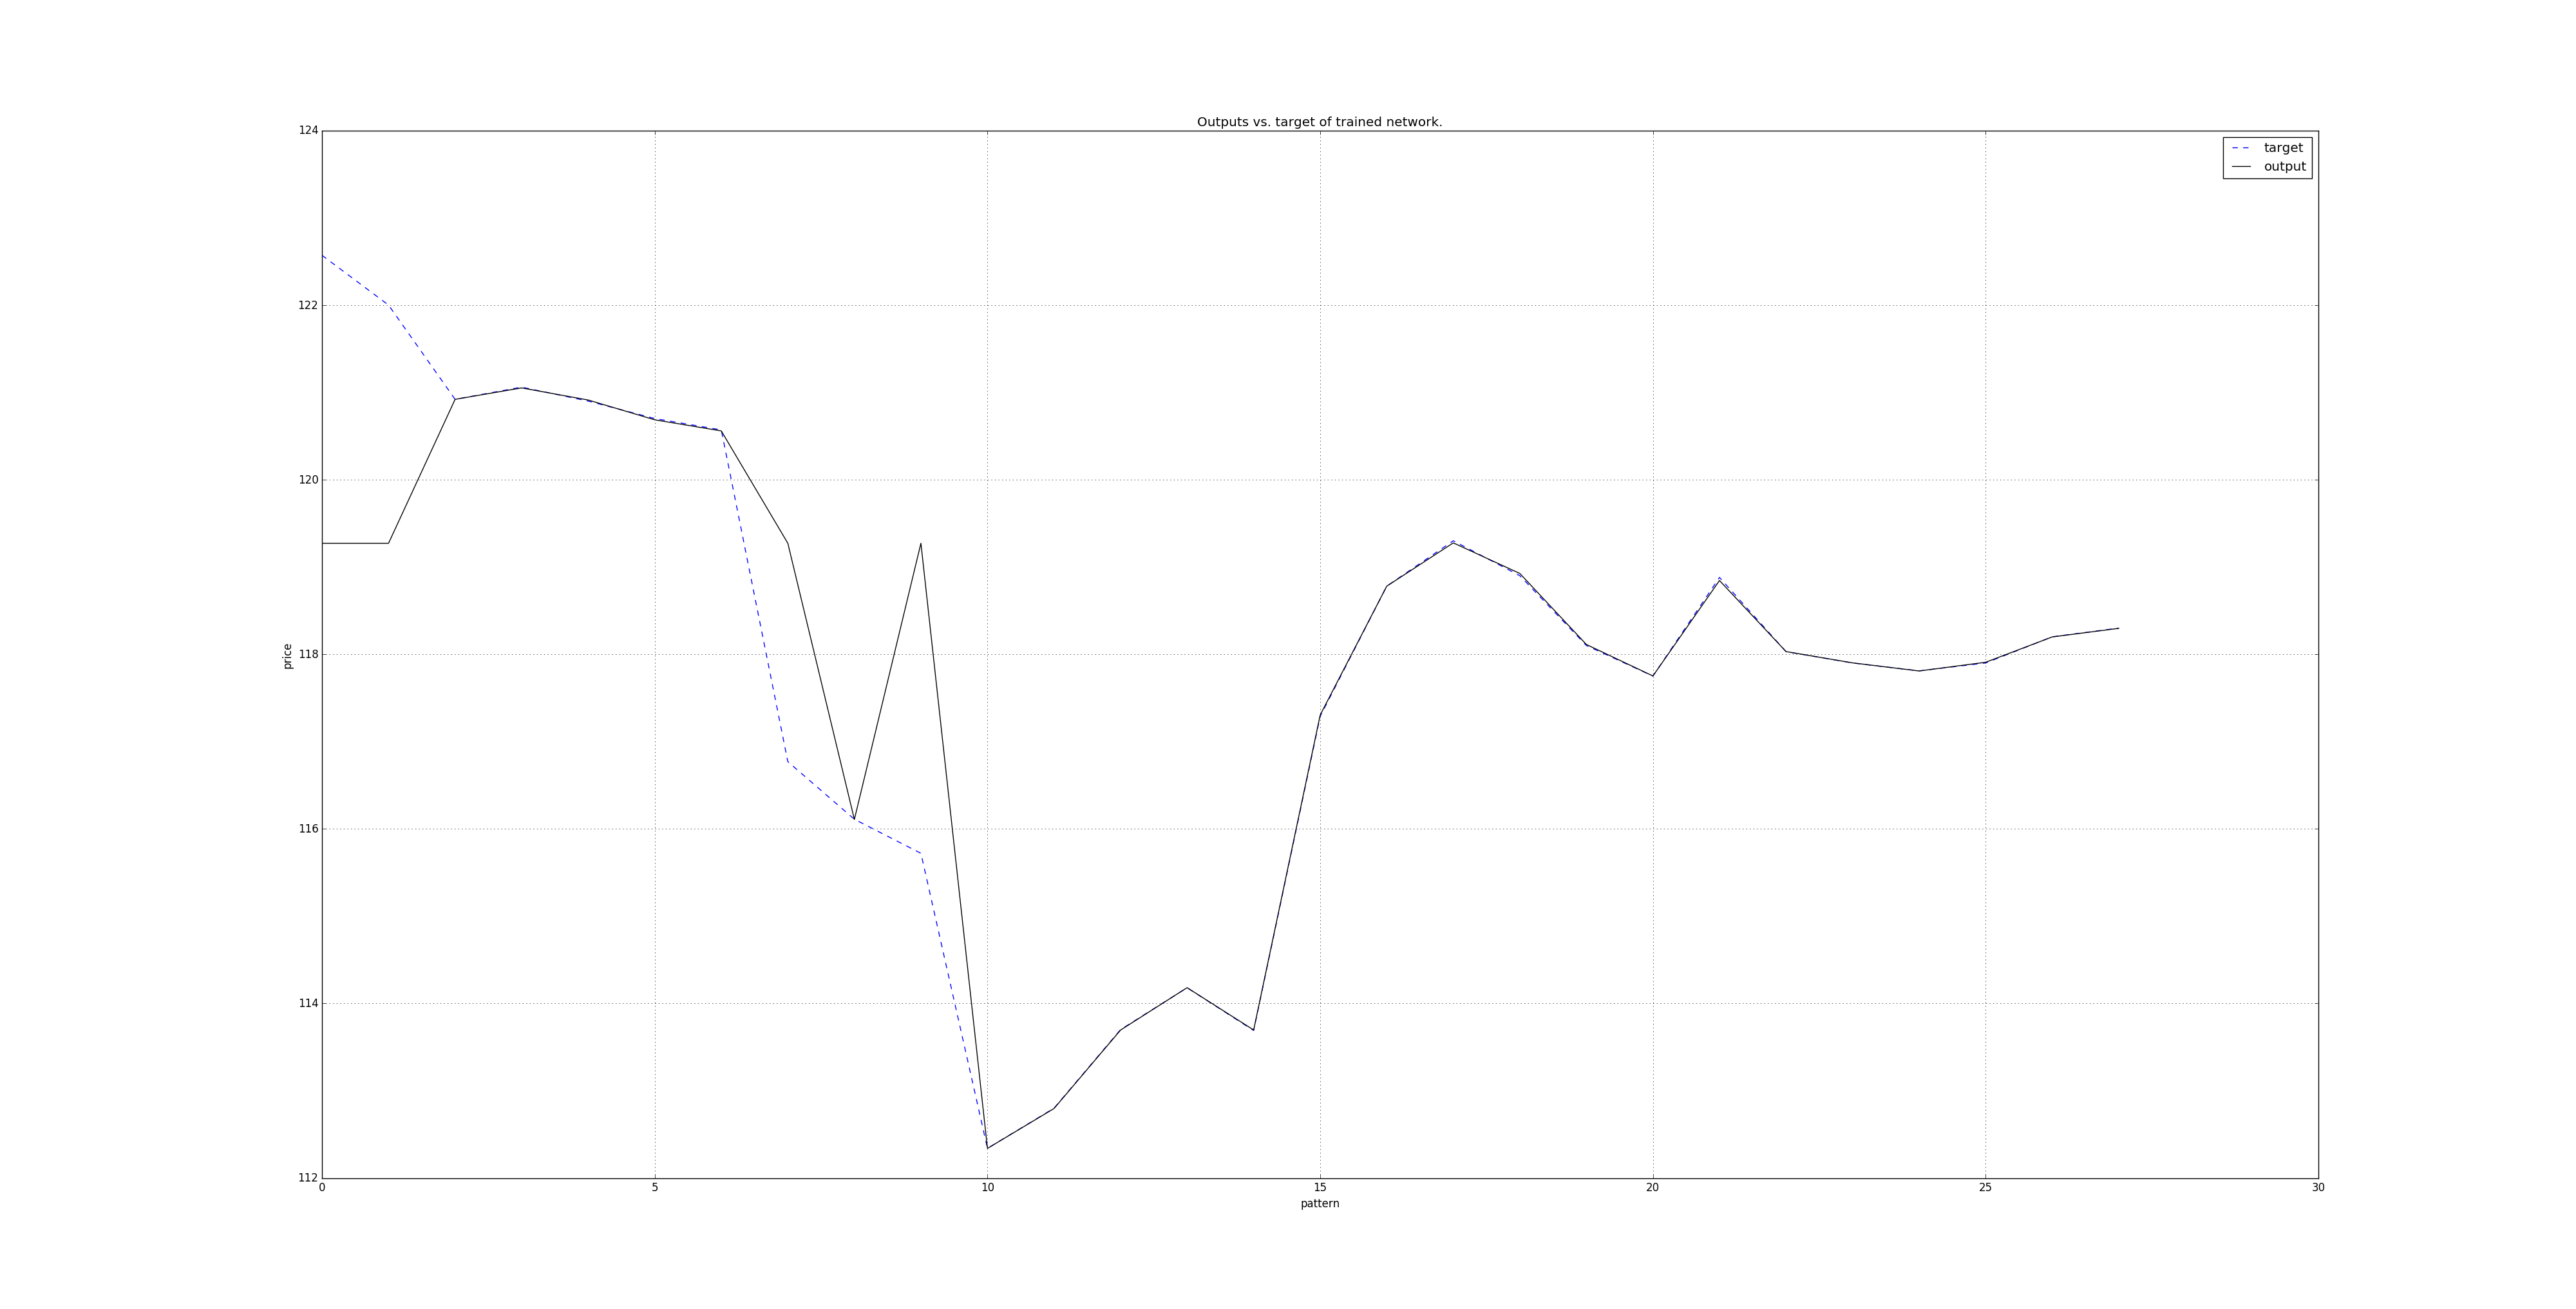 Outputs vs. target of trained network.
124
122
120
118
116
114
112
price
target
output
0 5 10 15 20 25 30
pattern